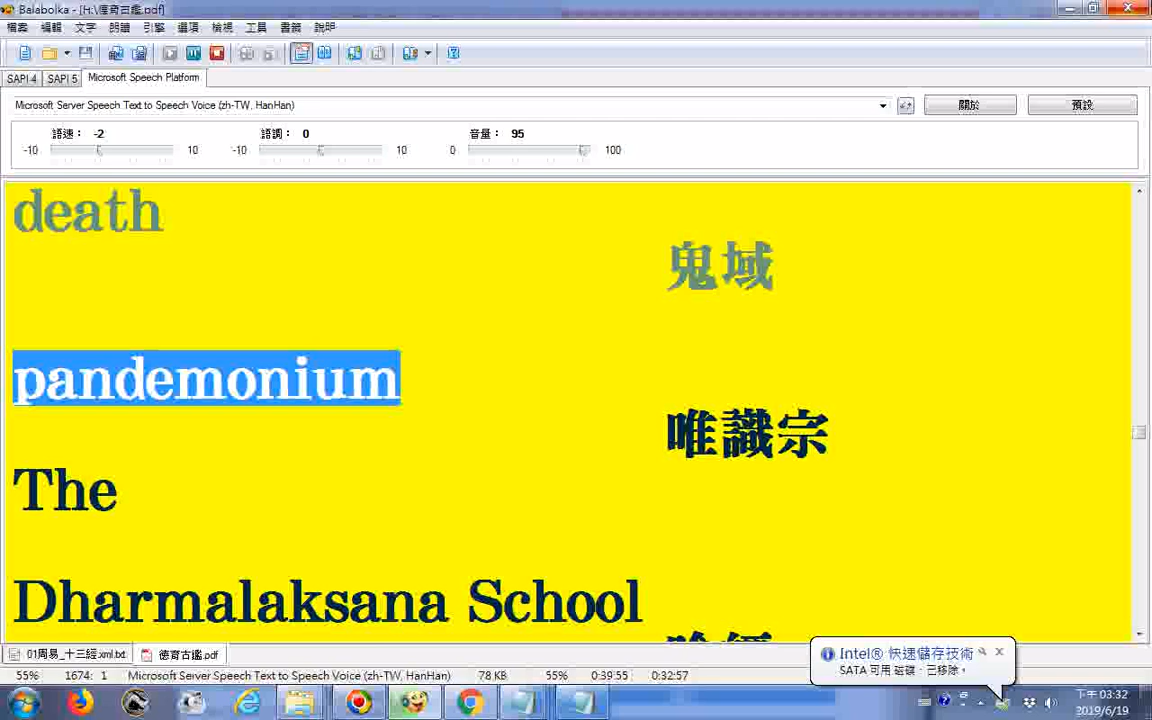 Balabolka - [H:\德育古鑑.pdf]
檔案 編輯 文字 朗讀 引擎 選項 檢視 工具 書籤 說明
SAPI 4 SAPI 5 Microsoft Speech Platform
Microsoft Server Speech Text to Speech Voice (zh-TW, HanHan)
關於 預設
語速： -2 語調： 0 音量： 95
-10 10 -10 10 0 100
death
鬼域
pandemonium
唯識宗
The
Dharmalaksana School
01周易_十三經.xml.txt 德育古鑑.pdf
Intel® 快速儲存技術
SATA 可用 磁碟：已移除。
55% 1674: 1 Microsoft Server Speech Text to Speech Voice (zh-TW, HanHan) 78 KB 55% 0:39:55 0:32:57
下午 03:32
2019/6/19